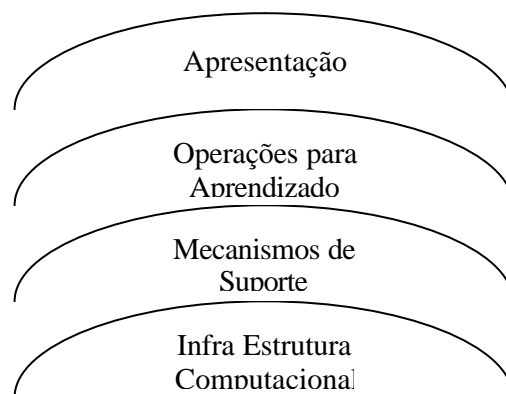 Apresentação
Operações para
Aprendizado
Mecanismos de
Suporte
Infra Estrutura
Computacional